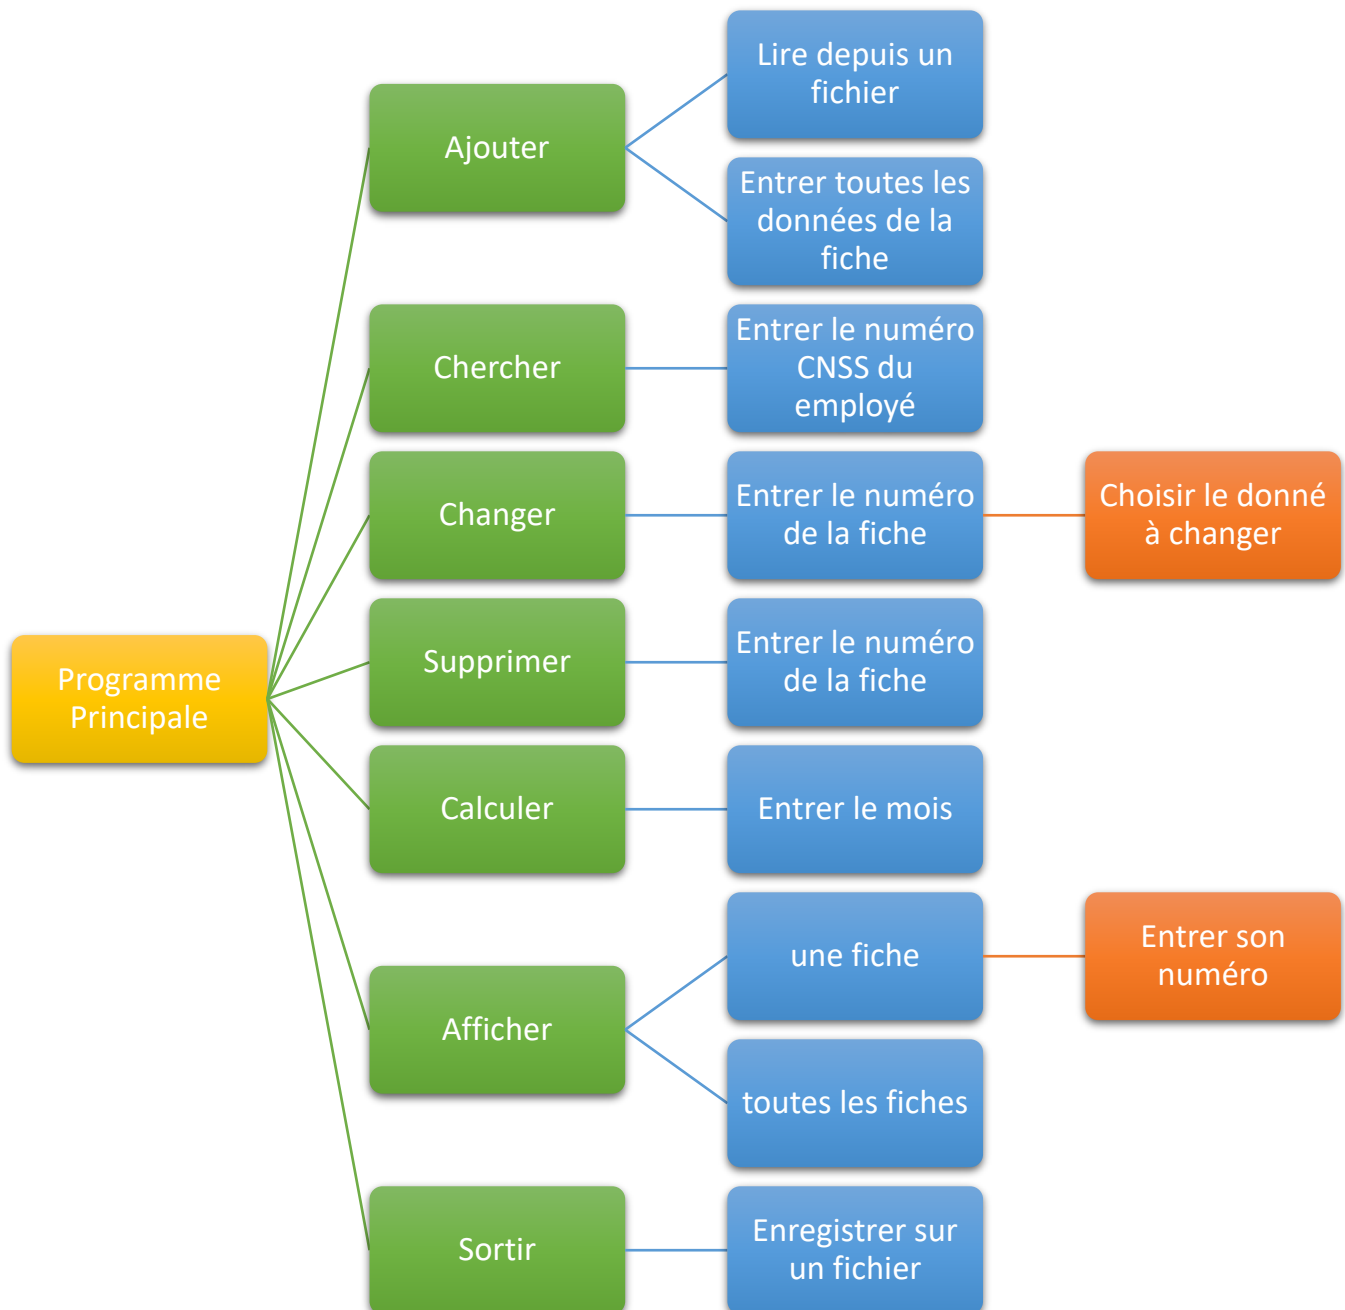 Programme
Principale
Ajouter
Lire depuis un
fichier
Entrer toutes les
données de la
fiche
Chercher
Entrer le numéro
CNSS du
employé
Changer
Entrer le numéro
de la fiche
Choisir le donné
à changer
Supprimer
Entrer le numéro
de la fiche
Calculer
Entrer le mois
Afficher
une fiche
Entrer son
numéro
toutes les fiches
Sortir
Enregistrer sur
un fichier